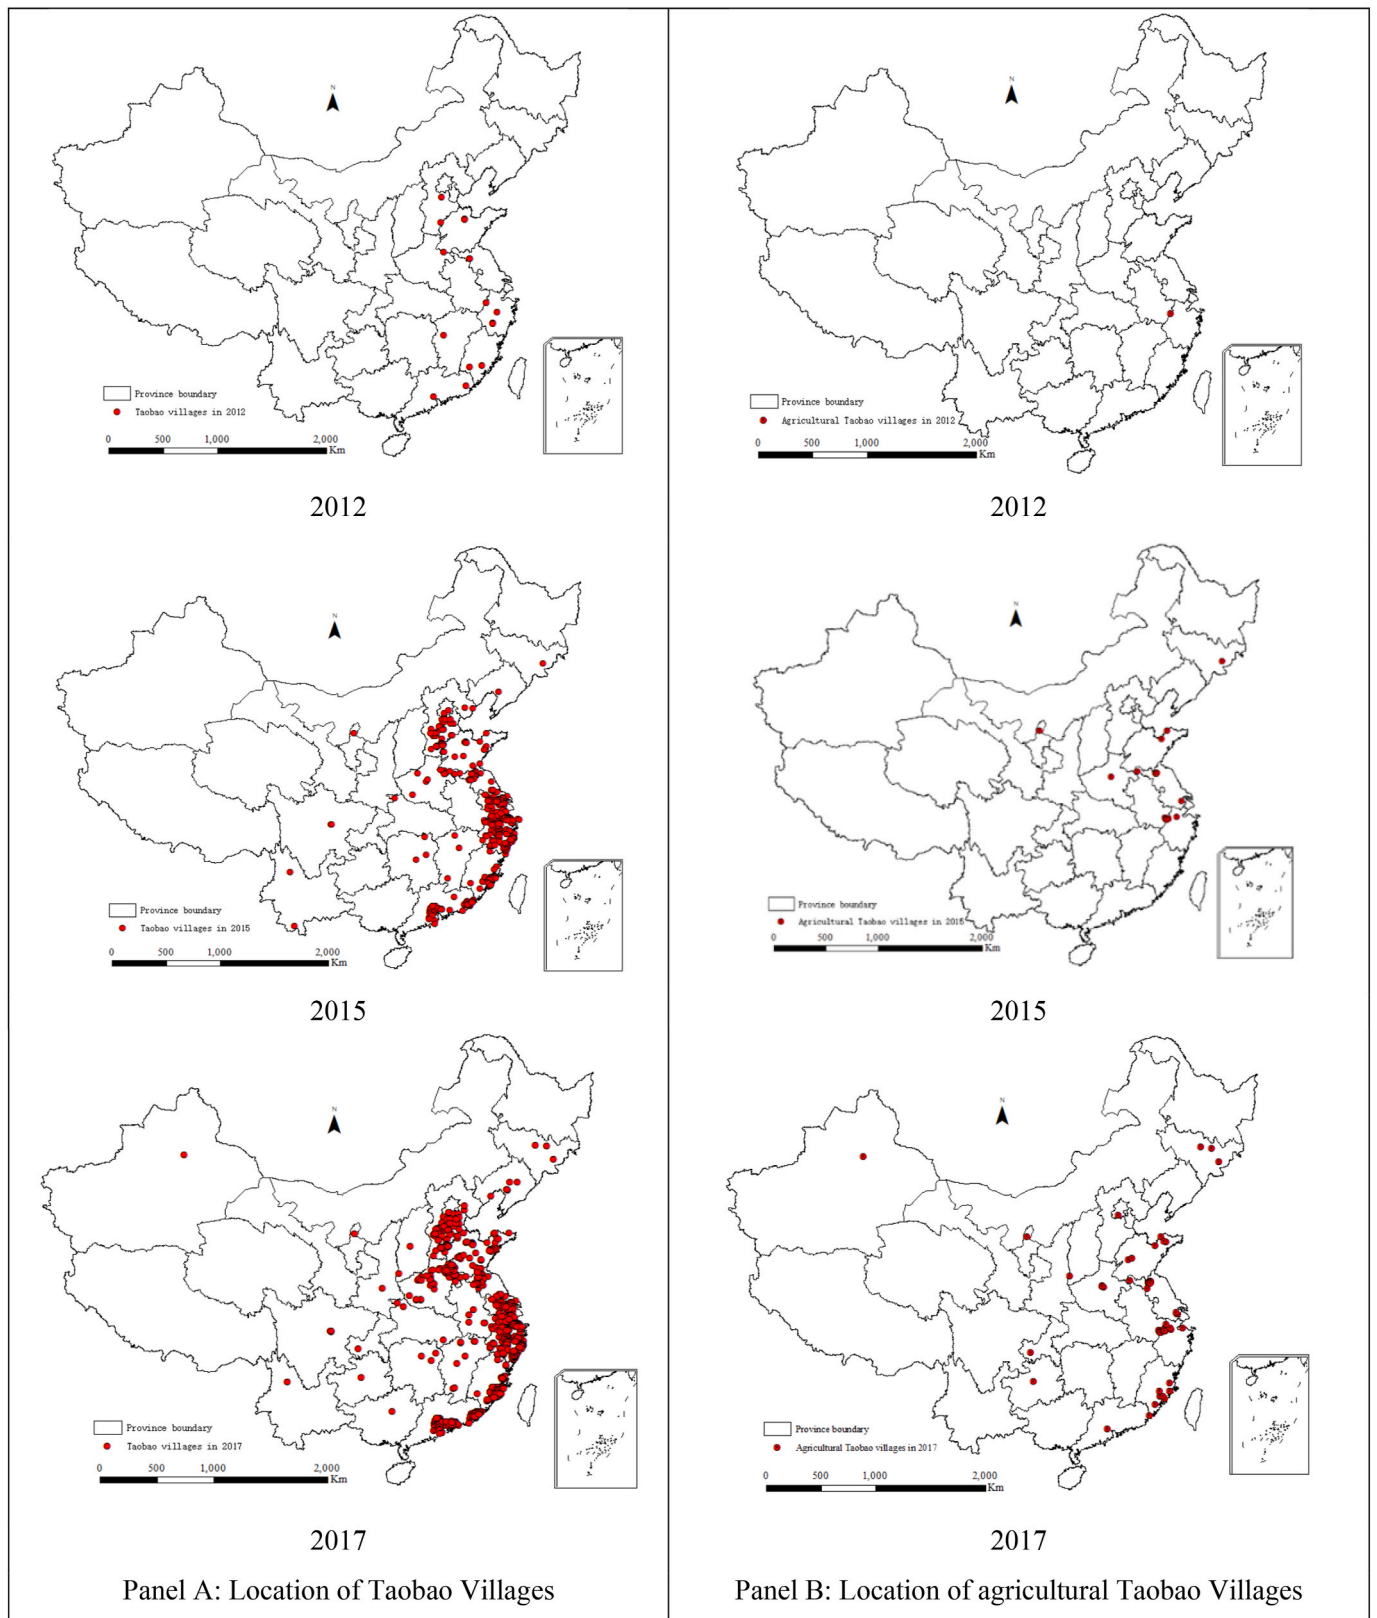 N
Province boundary
Taobao villages in 2012
0 500 1,000 2,000
Km
2012
N
Province boundary
Agricultural Taobao villages in 2012
0 500 1,000 2,000
Km
2012
N
Province boundary
Taobao villages in 2015
0 500 1,000 2,000
Km
2015
N
Province boundary
Agricultural Taobao villages in 2015
0 500 1,000 2,000
Km
2015
N
Province boundary
Taobao villages in 2017
0 500 1,000 2,000
Km
2017
N
Province boundary
Agricultural Taobao villages in 2017
0 500 1,000 2,000
Km
2017
Panel A: Location of Taobao Villages
Panel B: Location of agricultural Taobao Villages